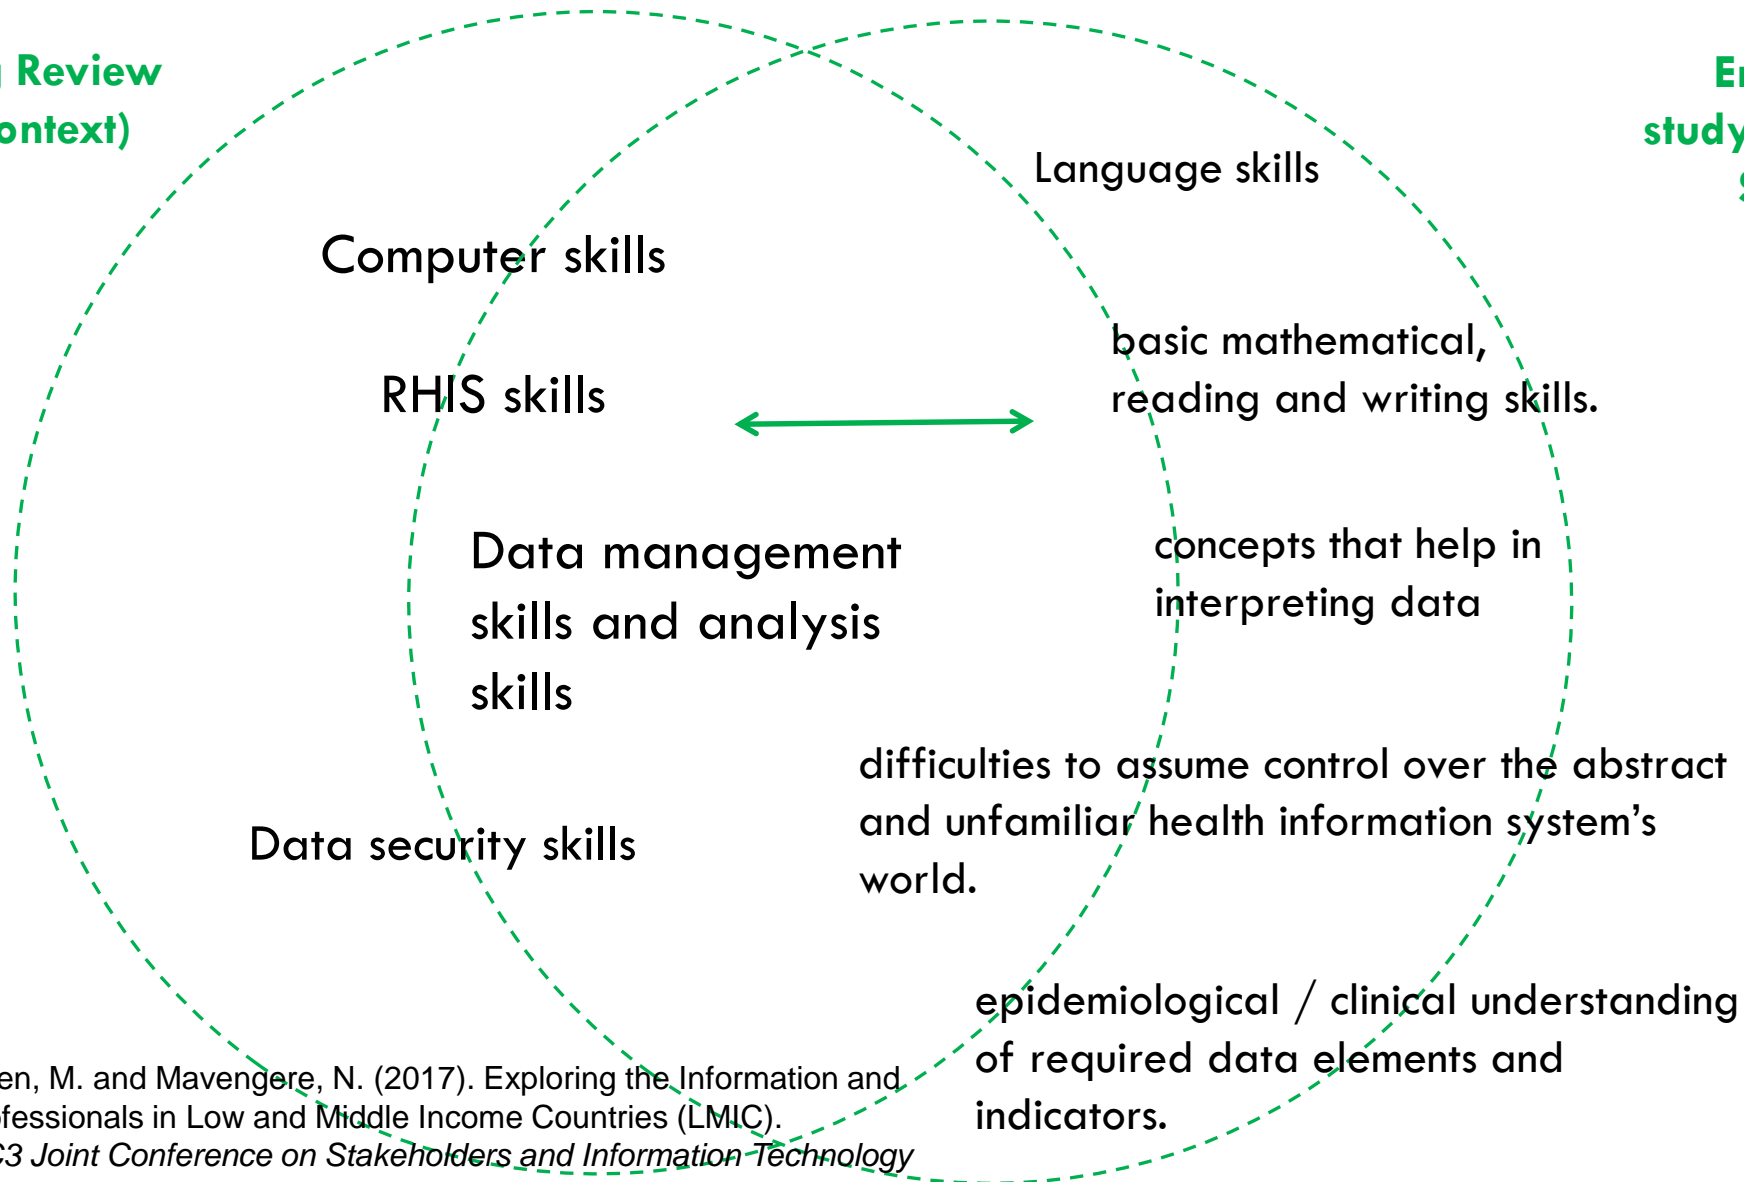 Review
ontext)
study
Language skills
Computer skills
basic mathematical,
reading and writing skills.
RHIS skills
concepts that help in
interpreting data
Data management
skills and analysis
skills
difficulties to assume control over the abstract
and unfamiliar health information system's
world.
Data security skills
epidemiological / clinical understanding
of required data elements and
indicators.
en, M. and Mavengere, N. (2017). Exploring the Information and
ofessionals in Low and Middle Income Countries (LMIC).
C3 Joint Conference on Stakeholders and Information Technology